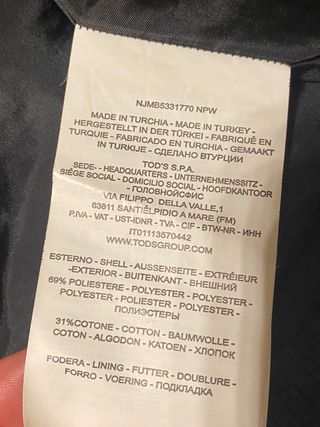 NJMB5331770 NPW
MADE IN TURCHIA - MADE IN TURKEY -
HERGESTELLT IN DER TÜRKEI - FABRIQUÉ EN
TURQUIE - FABRICADO EN TURCHIA - GEMAAKT
IN TURKIJE - СДЕЛАНО ВТУРЦИИ
TOD'S S.P.A.
SEDE- - HEADQUARTERS - UNTERNEHMENSSITZ -
SIÉGE SOCIAL - DOMICILIO SOCIAL - HOOFDKANTOOR
- ГОЛОВНОЙСФИС
VIA FILIPPO DELLA VALLE,1
63811 SANT'ELPIDIO A MARE (FM)
P.IVA - VAT - UST-IDNR - TVA - CIF - BTW-NR - ИНН
IT01113570442
WWW.TODSGROUP.COM
ESTERNO - SHELL - AUSSENSEITE - EXTRÉIEUR
-EXTERIOR - BUITENKANT - ВНЕШНИЙ
69% POLIESTERE - POLYESTER - POLYESTER -
POLYESTER - POLIESTER - POLYESTER -
ПОЛИЭСТЕРЫ
31%COTONE - COTTON - BAUMWOLLE -
COTON - ALGODON - KATOEN - ХЛОПОК
FODERA - LINING - FUTTER - DOUBLURE -
FORRO - VOERING - ПОДКЛАДКА